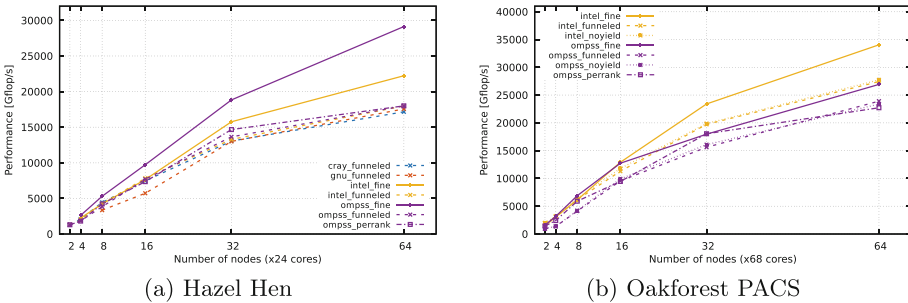 30000
25000
20000
15000
10000
5000
0
Performance [Gflop/s]
cray_funneled
gnu_funneled
intel_fine
intel_funneled
ompss_fine
ompss_funneled
ompss_perrank
2 4 8 16 32 64
Number of nodes (x24 cores)
(a) Hazel Hen
40000
35000
30000
25000
20000
15000
10000
5000
0
Performance [Gflop/s]
intel_fine
intel_funneled
intel_noyield
ompss_fine
ompss_funneled
ompss_noyield
ompss_perrank
2 4 8 16 32 64
Number of nodes (x68 cores)
(b) Oakforest PACS